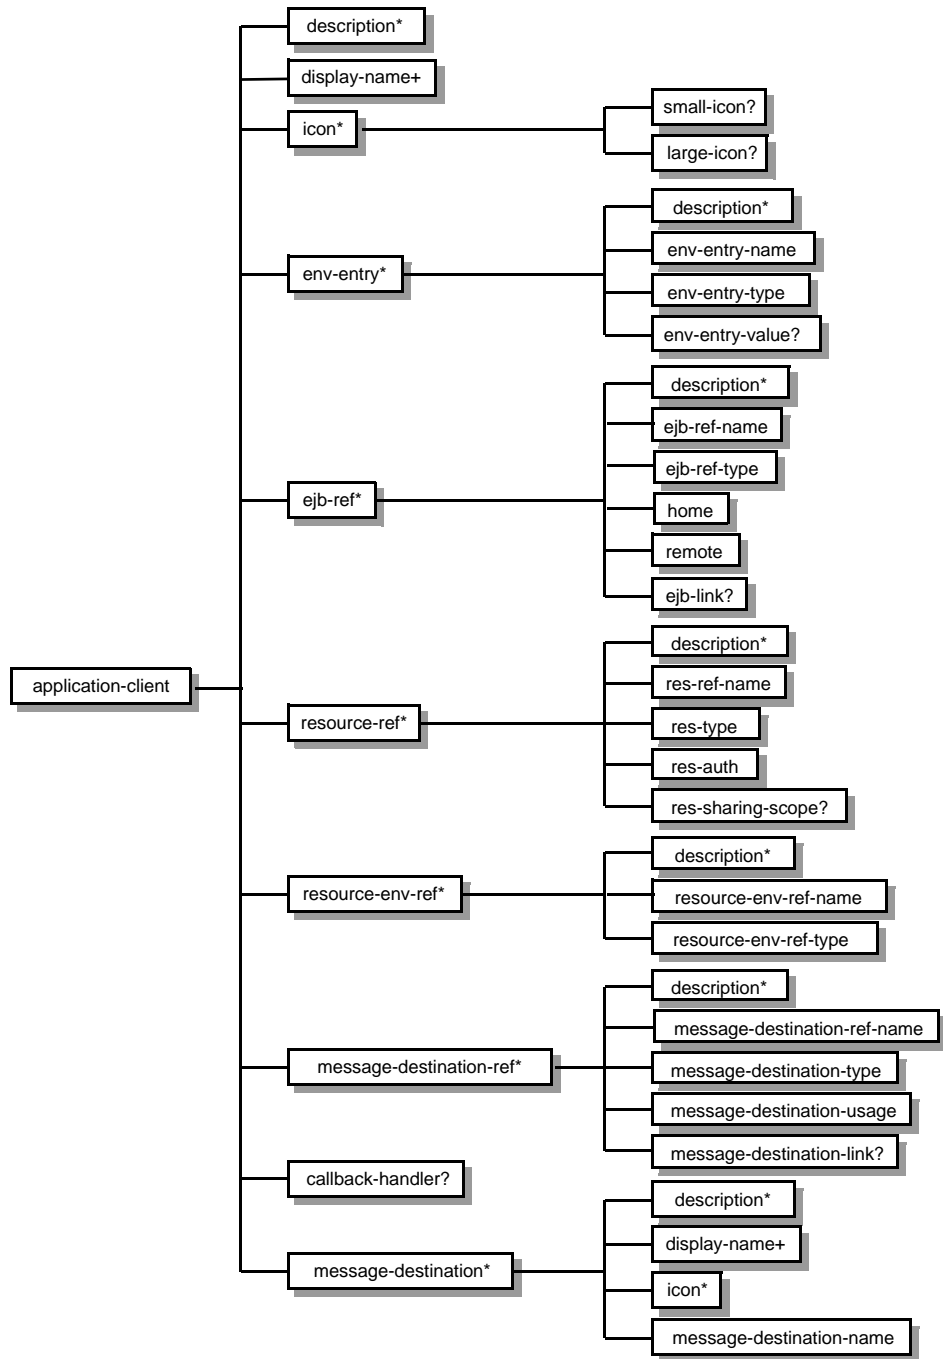 description*
display-name+
icon*
small-icon?
large-icon?
env-entry*
description*
env-entry-name
env-entry-type
env-entry-value?
ejb-ref*
description*
ejb-ref-name
ejb-ref-type
home
remote
ejb-link?
application-client
resource-ref*
description*
res-ref-name
res-type
res-auth
res-sharing-scope?
resource-env-ref*
description*
resource-env-ref-name
resource-env-ref-type
message-destination-ref*
description*
message-destination-ref-name
message-destination-type
message-destination-usage
message-destination-link?
callback-handler?
message-destination*
description*
display-name+
icon*
message-destination-name